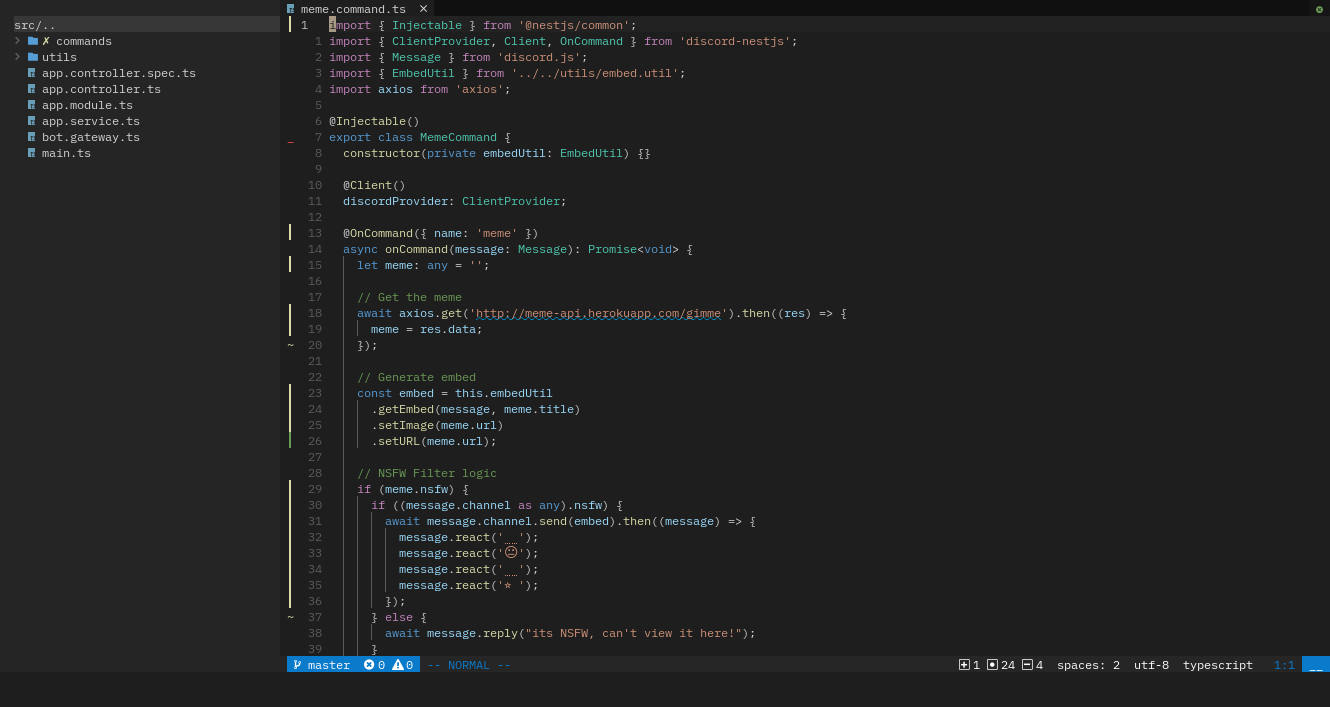 meme.command.ts ✕
src/..
✗ commands
utils
app.controller.spec.ts
app.controller.ts
app.module.ts
app.service.ts
bot.gateway.ts
main.ts
1 import { Injectable } from '@nestjs/common';
1 import { ClientProvider, Client, OnCommand } from 'discord-nestjs';
2 import { Message } from 'discord.js';
3 import { EmbedUtil } from '../../utils/embed.util';
4 import axios from 'axios';
5
6 @Injectable()
7 export class MemeCommand {
8 constructor(private embedUtil: EmbedUtil) {}
9
10 @Client()
11 discordProvider: ClientProvider;
12
13 @OnCommand({ name: 'meme' })
14 async onCommand(message: Message): Promise<void> {
15 let meme: any = '';
16
17 // Get the meme
18 await axios.get('http://meme-api.herokuapp.com/gimme').then((res) => {
19 meme = res.data;
~ 20 });
21
22 // Generate embed
23 const embed = this.embedUtil
24 .getEmbed(message, meme.title)
25 .setImage(meme.url)
26 .setURL(meme.url);
27
28 // NSFW Filter logic
29 if (meme.nsfw) {
30 if ((message.channel as any).nsfw) {
31 await message.channel.send(embed).then((message) => {
32 message.react('');
33 message.react('😐');
34 message.react('');
35 message.react('⭐');
36 });
~ 37 } else {
38 await message.reply("its NSFW, can't view it here!");
39 }
master 0 0 -- NORMAL -- 1 24 4 spaces: 2 utf-8 typescript 1:1